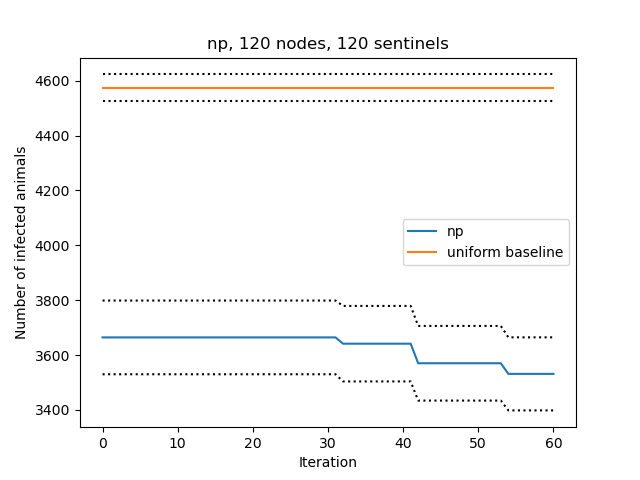 np, 120 nodes, 120 sentinels
Number of infected animals
4600
4400
4200
4000
3800
3600
3400
np
uniform baseline
0 10 20 30 40 50 60
Iteration